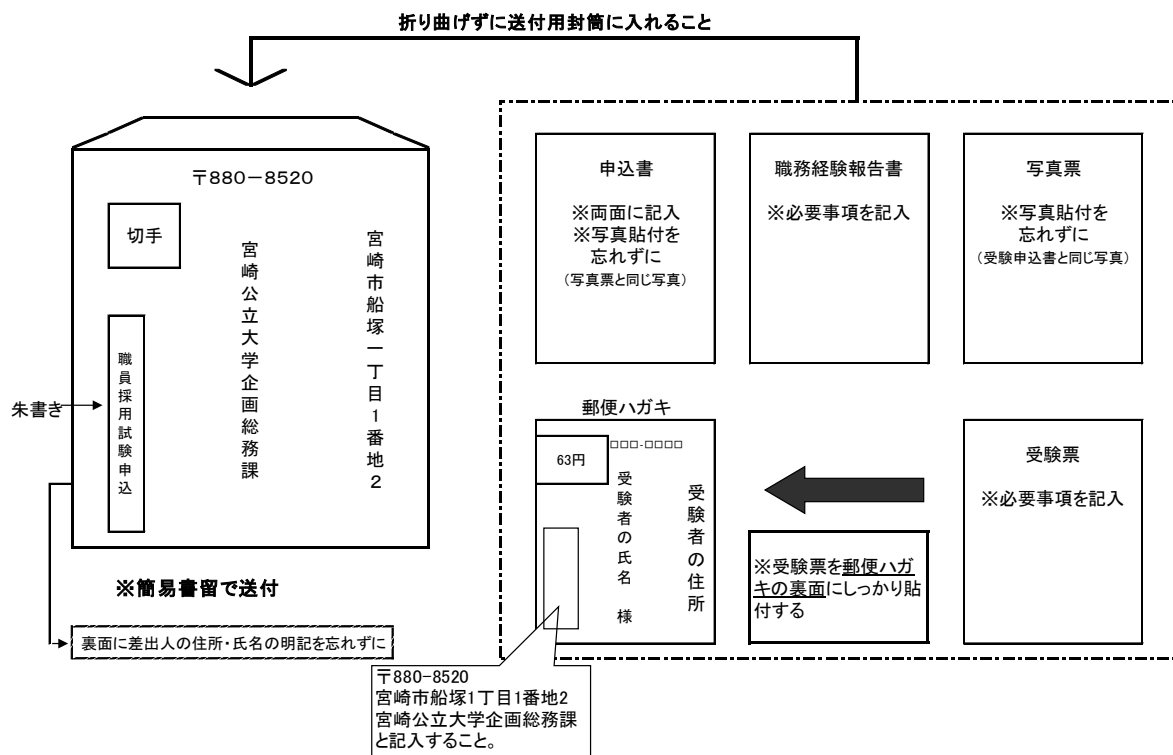 折り曲げずに送付用封筒に入れること
〒880－8520
切手
宮崎市船塚一丁目1番地2
宮崎公立大学企画総務課
職員採用試験申込
朱書き
※簡易書留で送付
裏面に差出人の住所・氏名の明記を忘れずに
申込書
※両面に記入
※写真貼付を
忘れずに
(写真票と同じ写真)
職務経験報告書
※必要事項を記入
写真票
※写真貼付を
忘れずに
(受験申込書と同じ写真)
郵便ハガキ
63円
□□□-□□□□
受験者の住所
受験者の氏名　様
※受験票を郵便ハガ
キの裏面にしっかり貼
付する
受験票
※必要事項を記入
〒880-8520
宮崎市船塚1丁目1番地2
宮崎公立大学企画総務課
と記入すること。